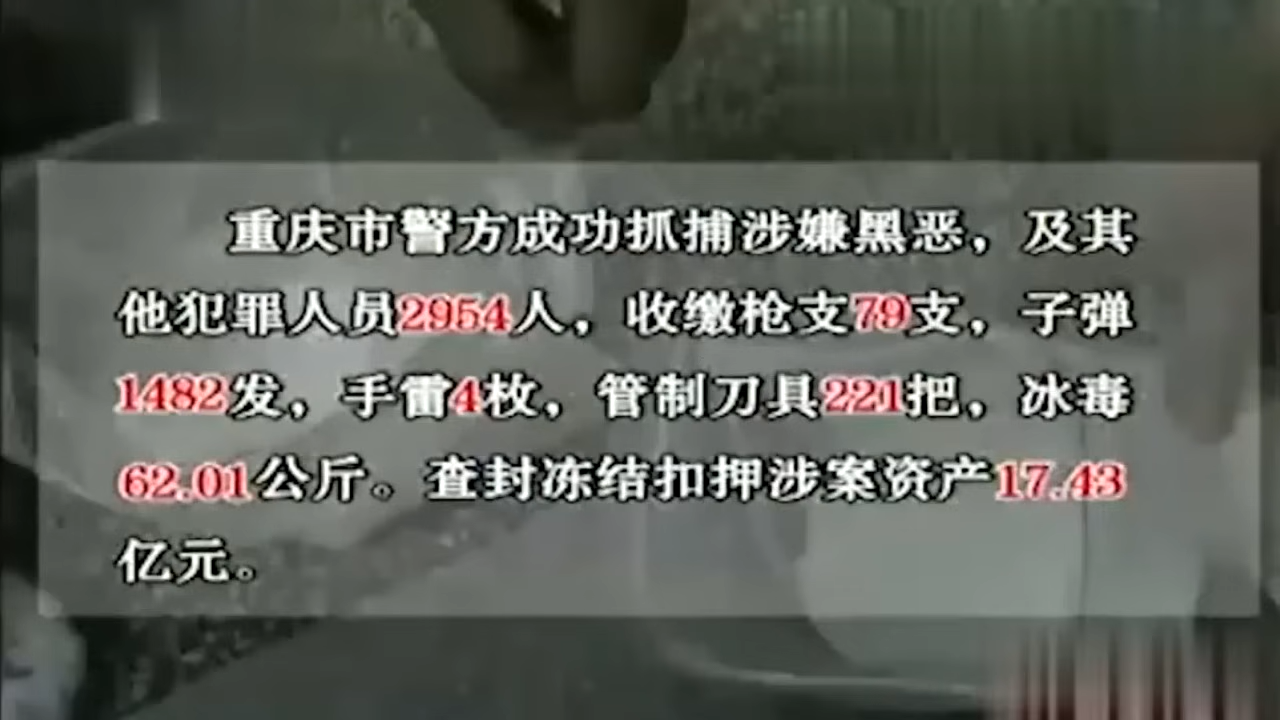 重庆市警方成功抓捕涉嫌黑恶，及其
他犯罪人员2954人，收缴枪支79支，子弹
1482发，手雷4枚，管制刀具221把，冰毒
62.01公斤。查封冻结扣押涉案资产17.43
亿元。